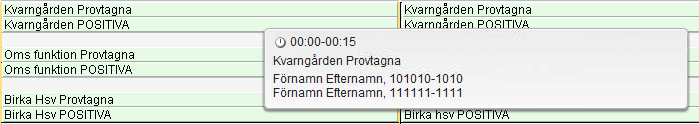 Kvarngården Provtagna
Kvarngården POSITIVA
Oms funktion Provtagna
Oms funktion POSITIVA
Birka Hsv Provtagna
Birka Hsv POSITIVA
Kvarngården Provtagna
Kvarngården POSITIVA
00:00-00:15
Kvarngården Provtagna
Förnamn Efternamn, 101010-1010
Förnamn Efternamn, 111111-1111
Birka hsv POSITIVA